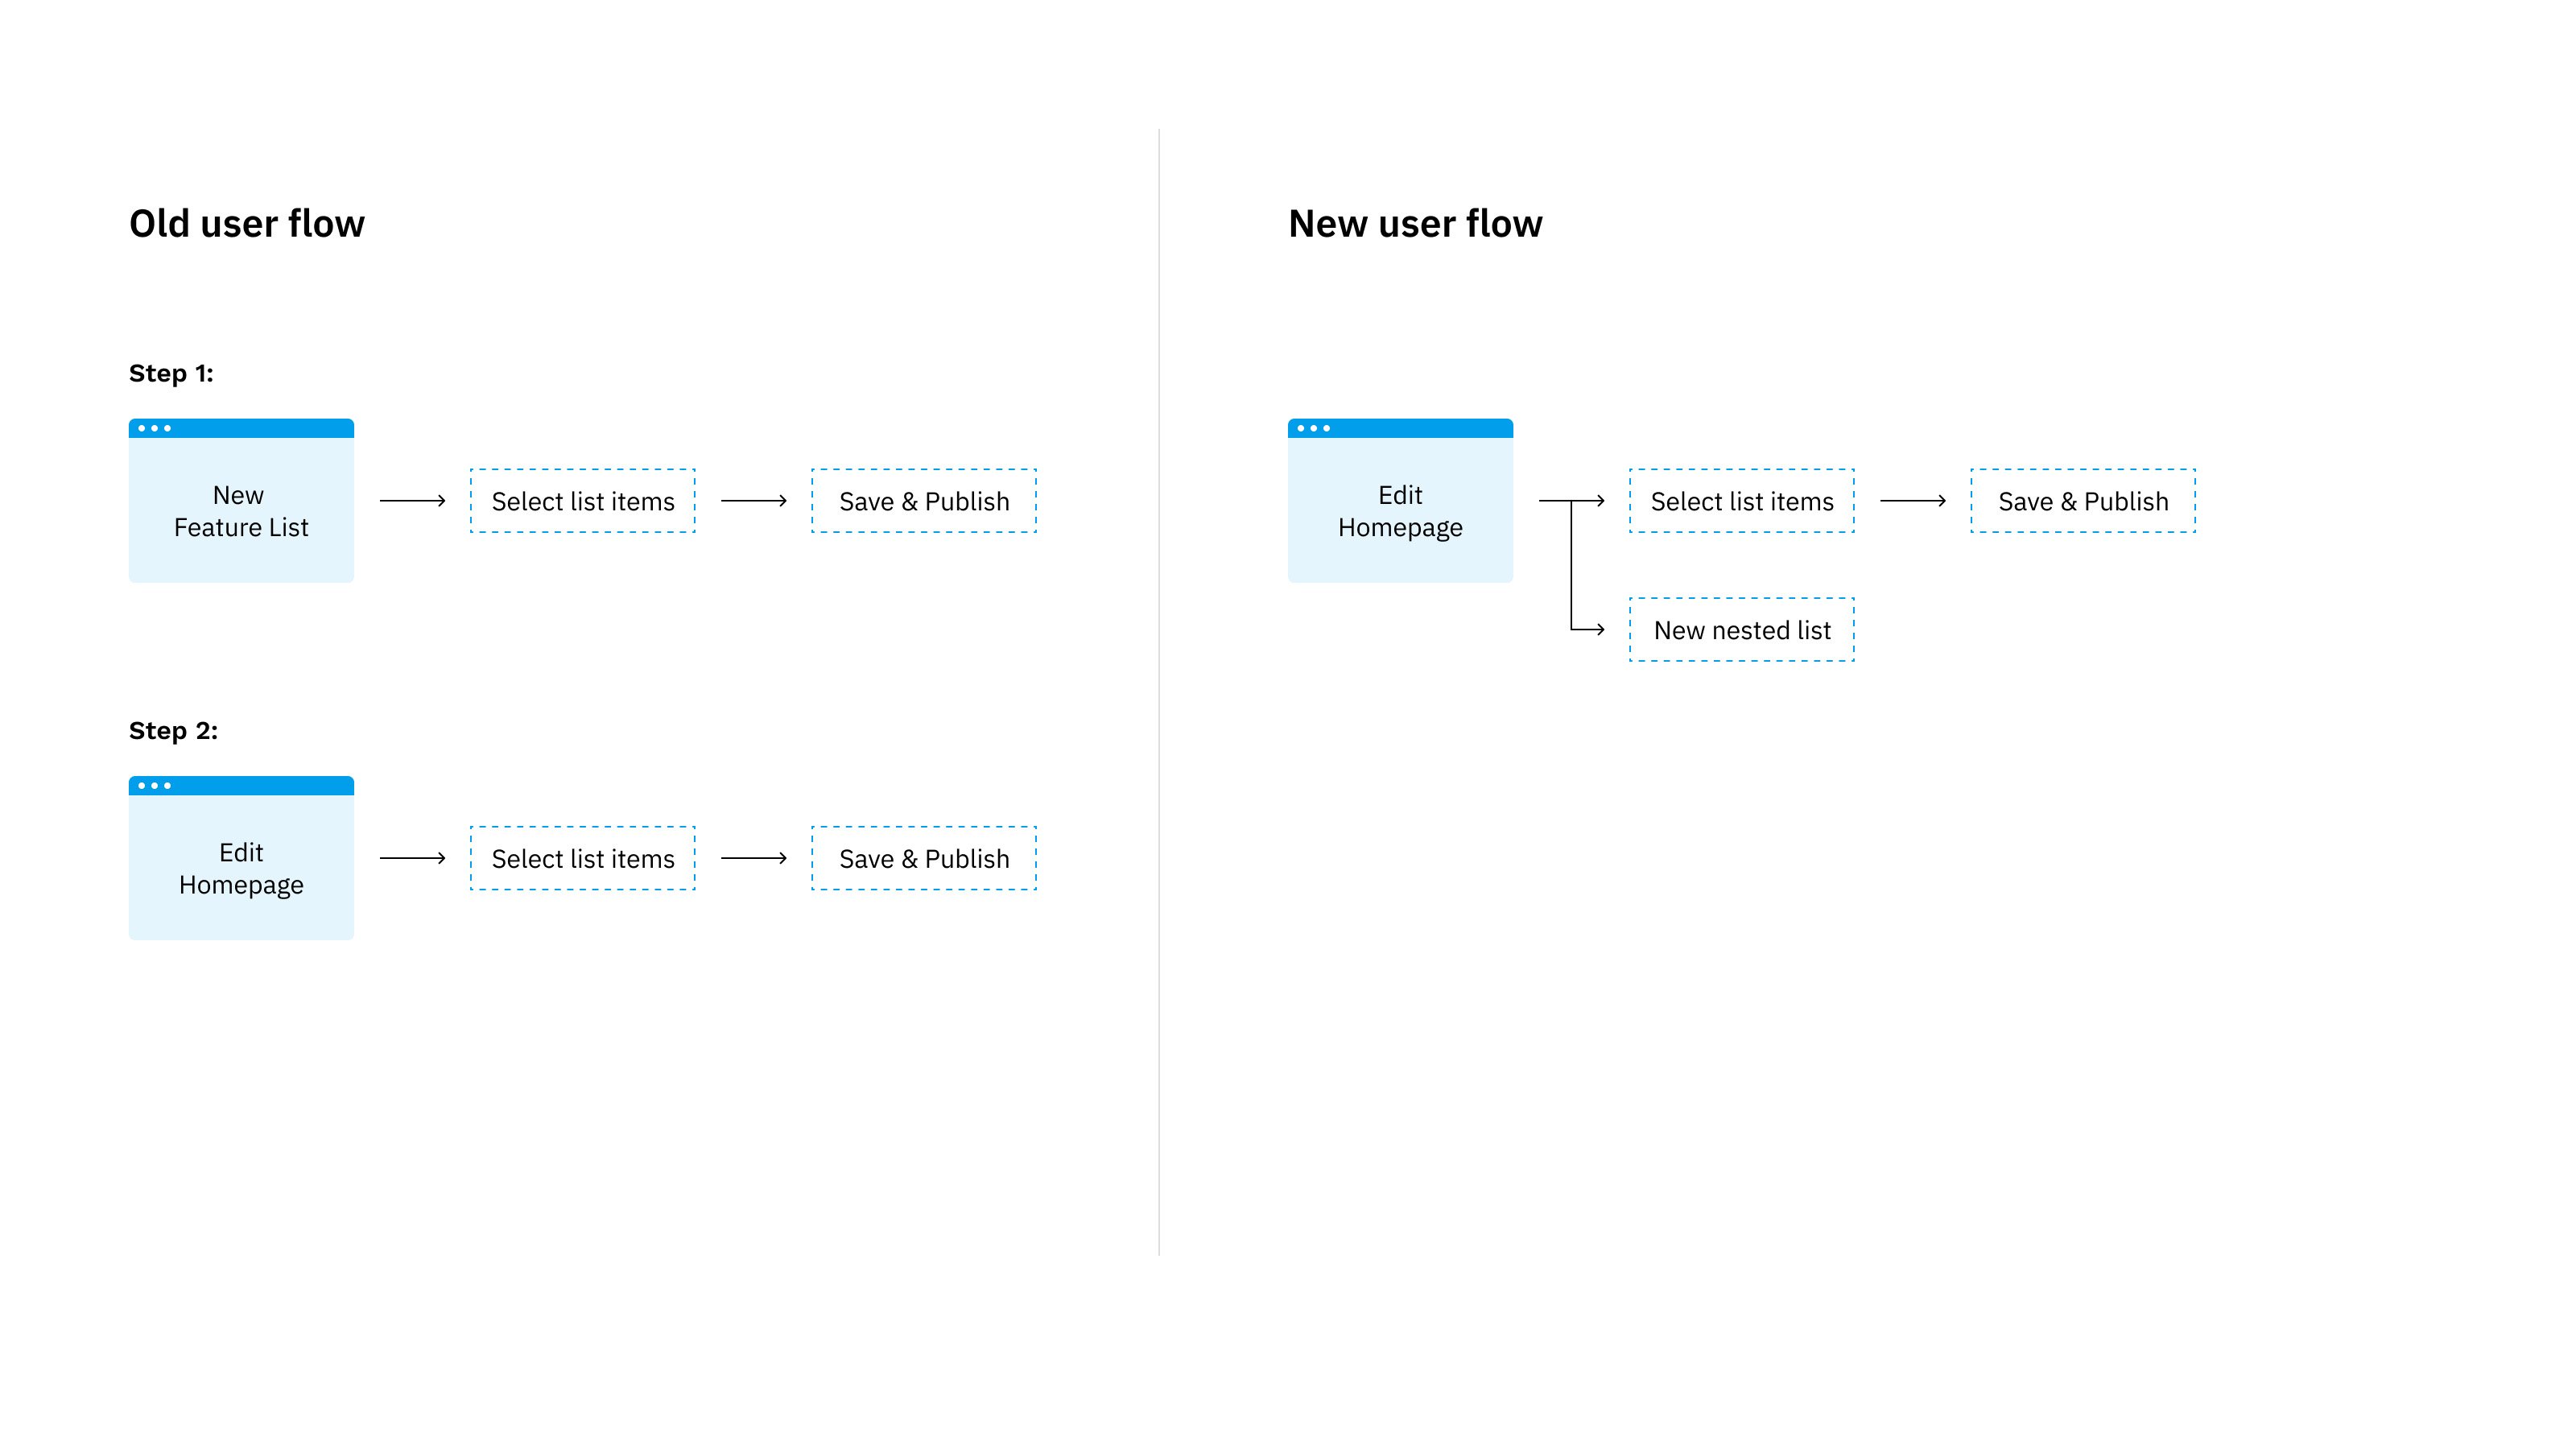 Old user flow
Step 1:
New
Feature List
Select list items
Save & Publish
Step 2:
Edit
Homepage
Select list items
Save & Publish
New user flow
Edit
Homepage
Select list items
Save & Publish
New nested list